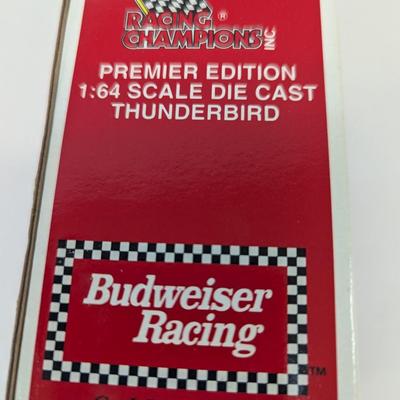 RACING ®
CHAMPIONS INC
PREMIER EDITION
1:64 SCALE DIE CAST
THUNDERBIRD
Budweiser
Racing
TM